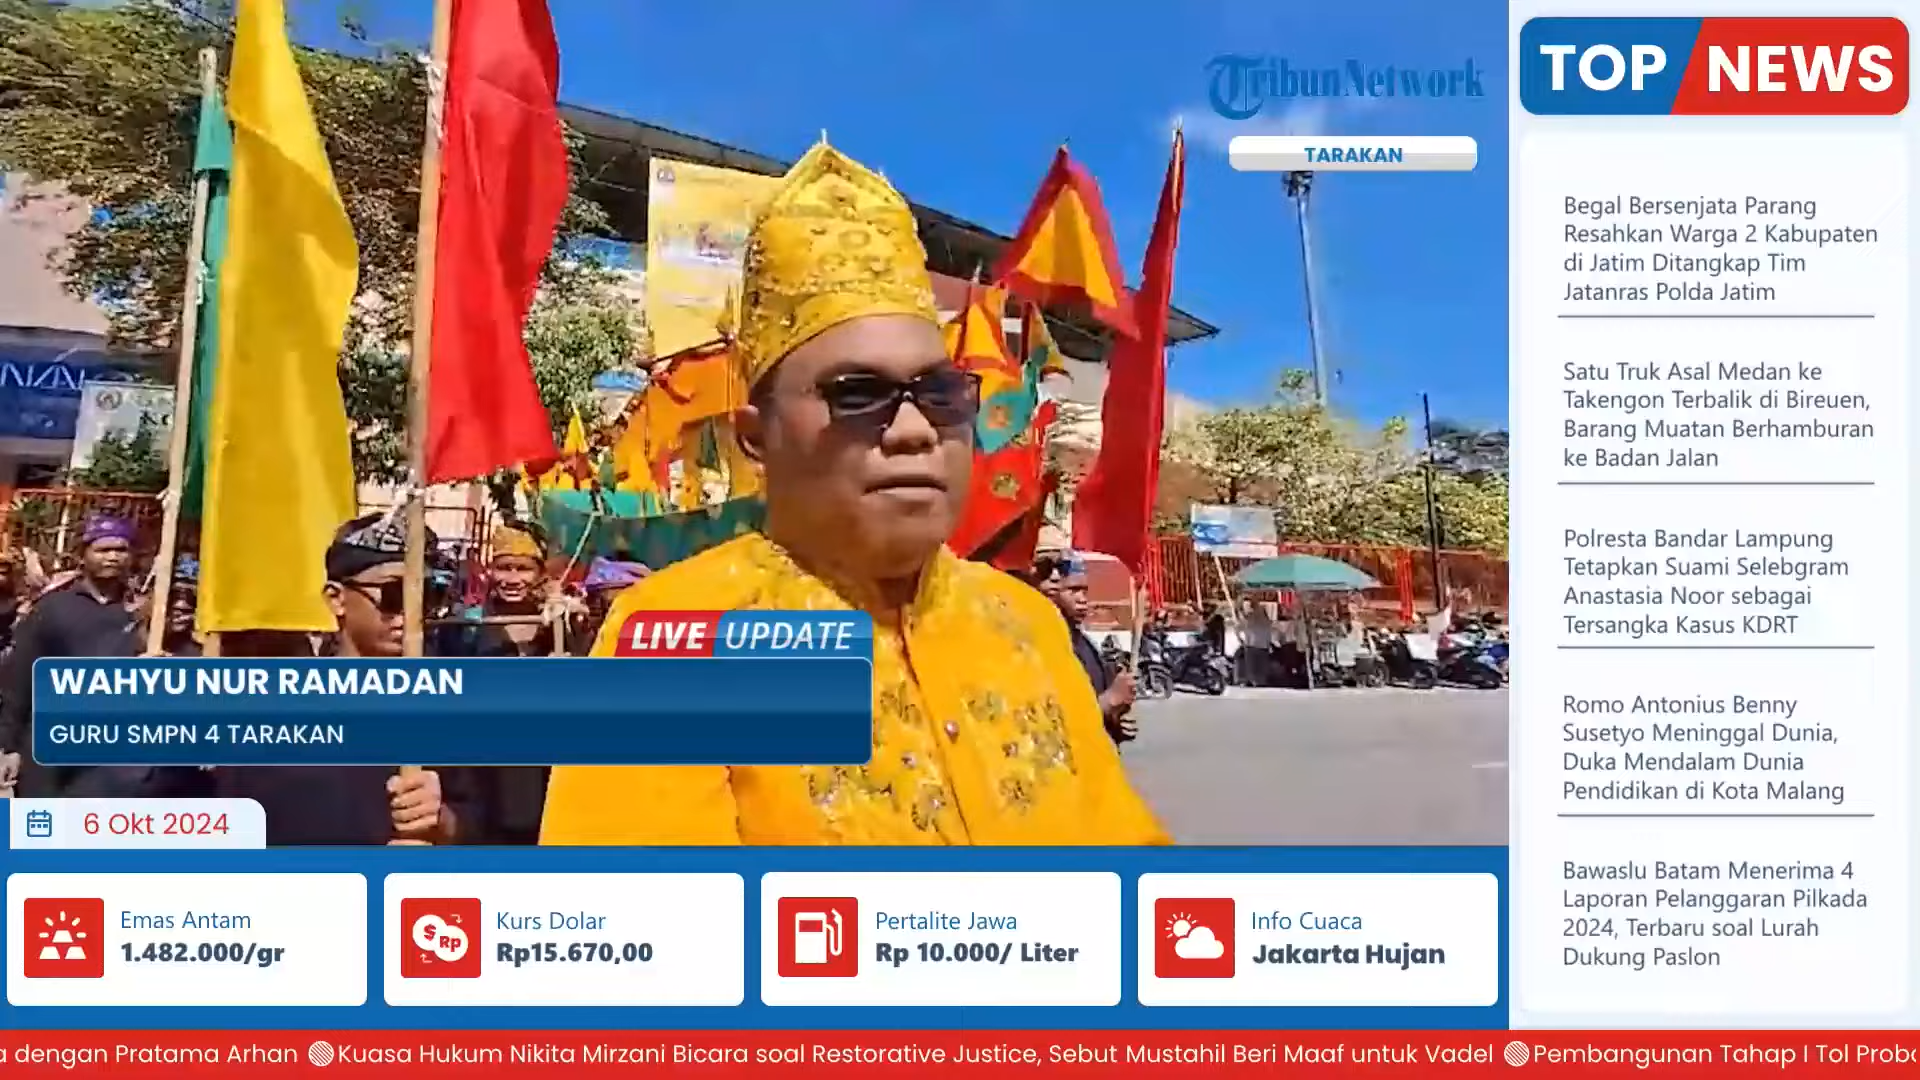 TribunNetwork
TARAKAN
LIVE UPDATE
WAHYU NUR RAMADAN
GURU SMPN 4 TARAKAN
6 Okt 2024
Emas Antam
1.482.000/gr
Kurs Dolar
Rp15.670,00
Pertalite Jawa
Rp 10.000/ Liter
Info Cuaca
Jakarta Hujan
TOP NEWS
Begal Bersenjata Parang
Resahkan Warga 2 Kabupaten
di Jatim Ditangkap Tim
Jatanras Polda Jatim
Satu Truk Asal Medan ke
Takengon Terbalik di Bireuen,
Barang Muatan Berhamburan
ke Badan Jalan
Polresta Bandar Lampung
Tetapkan Suami Selebgram
Anastasia Noor sebagai
Tersangka Kasus KDRT
Romo Antonius Benny
Susetyo Meninggal Dunia,
Duka Mendalam Dunia
Pendidikan di Kota Malang
Bawaslu Batam Menerima 4
Laporan Pelanggaran Pilkada
2024, Terbaru soal Lurah
Dukung Paslon
a dengan Pratama Arhan Kuasa Hukum Nikita Mirzani Bicara soal Restorative Justice, Sebut Mustahil Beri Maaf untuk Vadel Pembangunan Tahap I Tol Prob